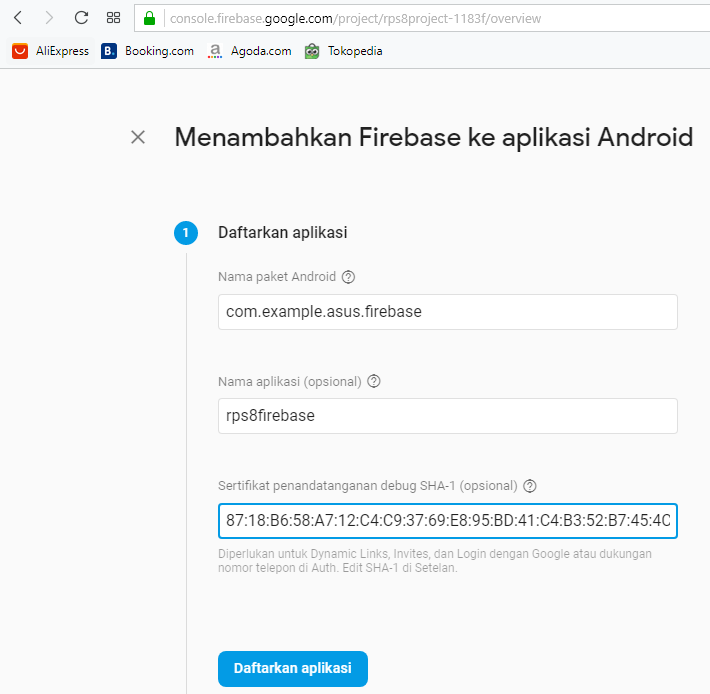 console.firebase.google.com/project/rps8project-1183f/overview
AliExpress B. Booking.com a Agoda.com Tokopedia
Menambahkan Firebase ke aplikasi Android
1 Daftarkan aplikasi
Nama paket Android ?
com.example.asus.firebase
Nama aplikasi (opsional) ?
rps8firebase
Sertifikat penandatanganan debug SHA-1 (opsional) ?
87:18:B6:58:A7:12:C4:C9:37:69:E8:95:BD:41:C4:B3:52:B7:45:4C
Diperlukan untuk Dynamic Links, Invites, dan Login dengan Google atau dukungan
nomor telepon di Auth. Edit SHA-1 di Setelan.
Daftarkan aplikasi